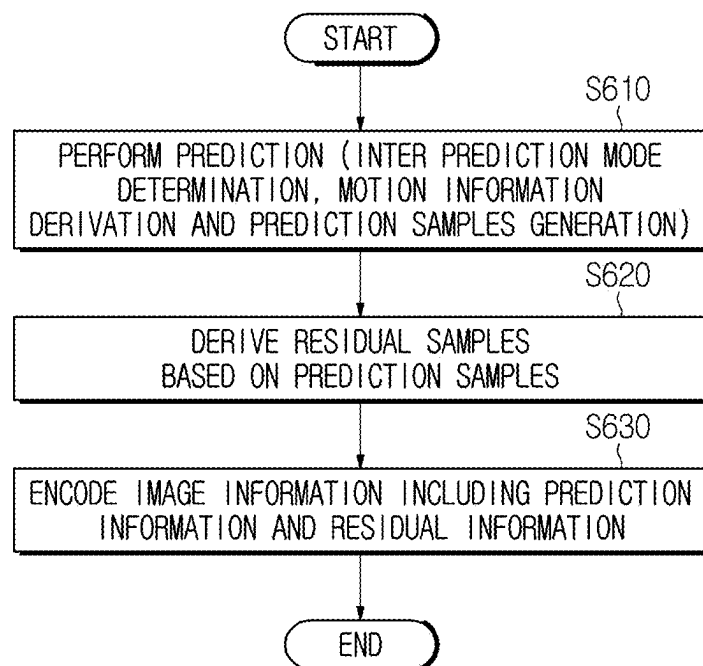 START
S610
PERFORM PREDICTION (INTER PREDICTION MODE
DETERMINATION, MOTION INFORMATION
DERIVATION AND PREDICTION SAMPLES GENERATION)
S620
DERIVE RESIDUAL SAMPLES
BASED ON PREDICTION SAMPLES
S630
ENCODE IMAGE INFORMATION INCLUDING PREDICTION
INFORMATION AND RESIDUAL INFORMATION
END